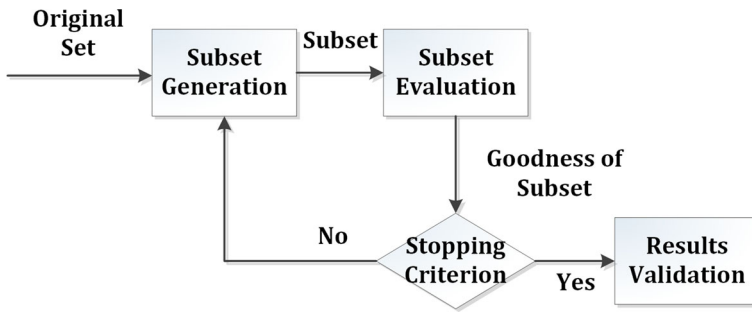 Original
Set
Subset
Generation
Subset
Subset
Evaluation
Goodness of
Subset
No
Stopping
Criterion
Yes
Results
Validation